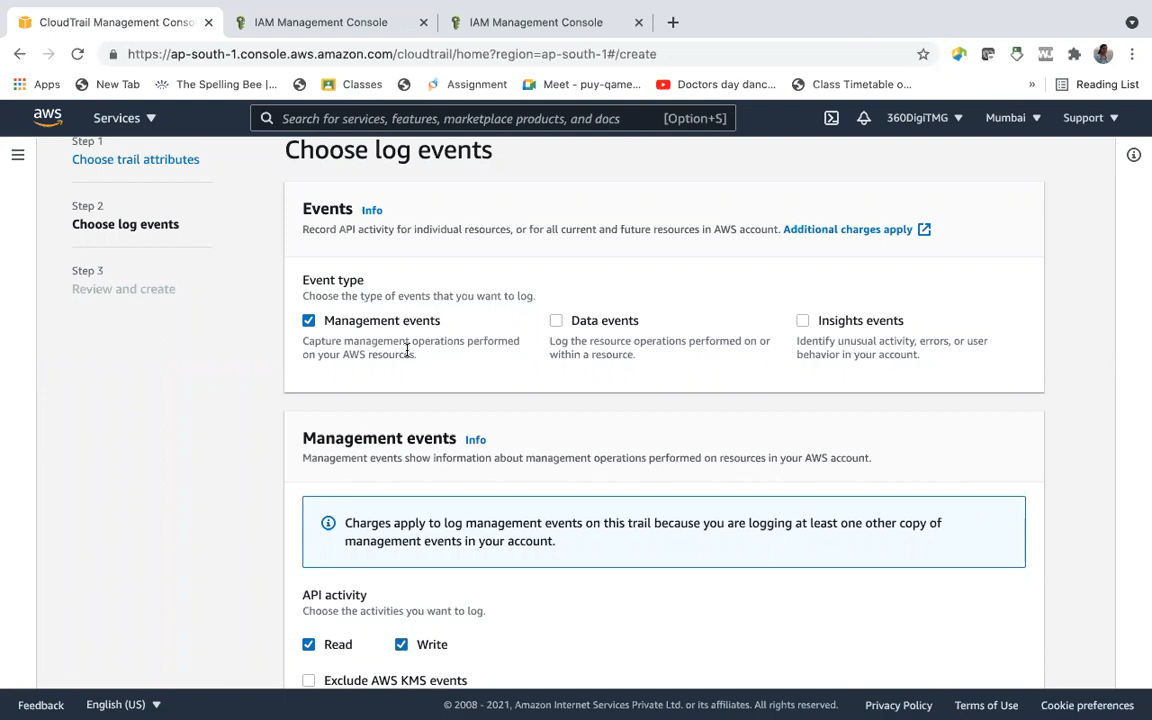 CloudTrail Management Conso
IAM Management Console
IAM Management Console
https://ap-south-1.console.aws.amazon.com/cloudtrail/home?region=ap-south-1#/create
Apps
New Tab
The Spelling Bee |...
Classes
Assignment
Meet - puy-qame...
Doctors day danc...
Class Timetable o...
»
Reading List
aws
Services
Search for services, features, marketplace products, and docs
[Option+S]
360DigiTMG
Mumbai
Support
Step 1
Choose trail attributes
Step 2
Choose log events
Step 3
Review and create
Choose log events
Events Info
Record API activity for individual resources, or for all current and future resources in AWS account. Additional charges apply
Event type
Choose the type of events that you want to log.
Management events
Capture management operations performed
on your AWS resources.
Data events
Log the resource operations performed on or
within a resource.
Insights events
Identify unusual activity, errors, or user
behavior in your account.
Management events Info
Management events show information about management operations performed on resources in your AWS account.
Charges apply to log management events on this trail because you are logging at least one other copy of
management events in your account.
API activity
Choose the activities you want to log.
Read
Write
Exclude AWS KMS events
Feedback
English (US)
© 2008 - 2021, Amazon Internet Services Private Ltd. or its affiliates. All rights reserved.
Privacy Policy
Terms of Use
Cookie preferences